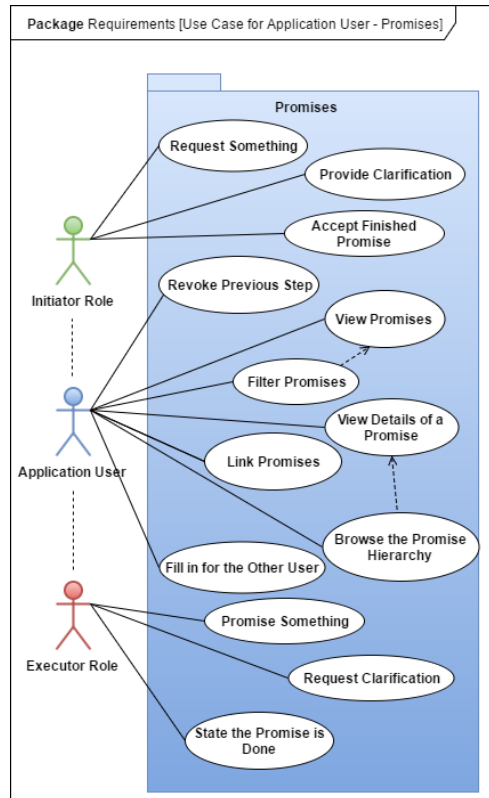 Package Requirements [Use Case for Application User - Promises]
Promises
Request Something
Provide Clarification
Accept Finished
Promise
Initiator Role
Revoke Previous Step
View Promises
Filter Promises
View Details of a
Promise
Application User
Link Promises
Browse the Promise
Hierarchy
Fill in for the Other User
Promise Something
Executor Role
Request Clarification
State the Promise is
Done